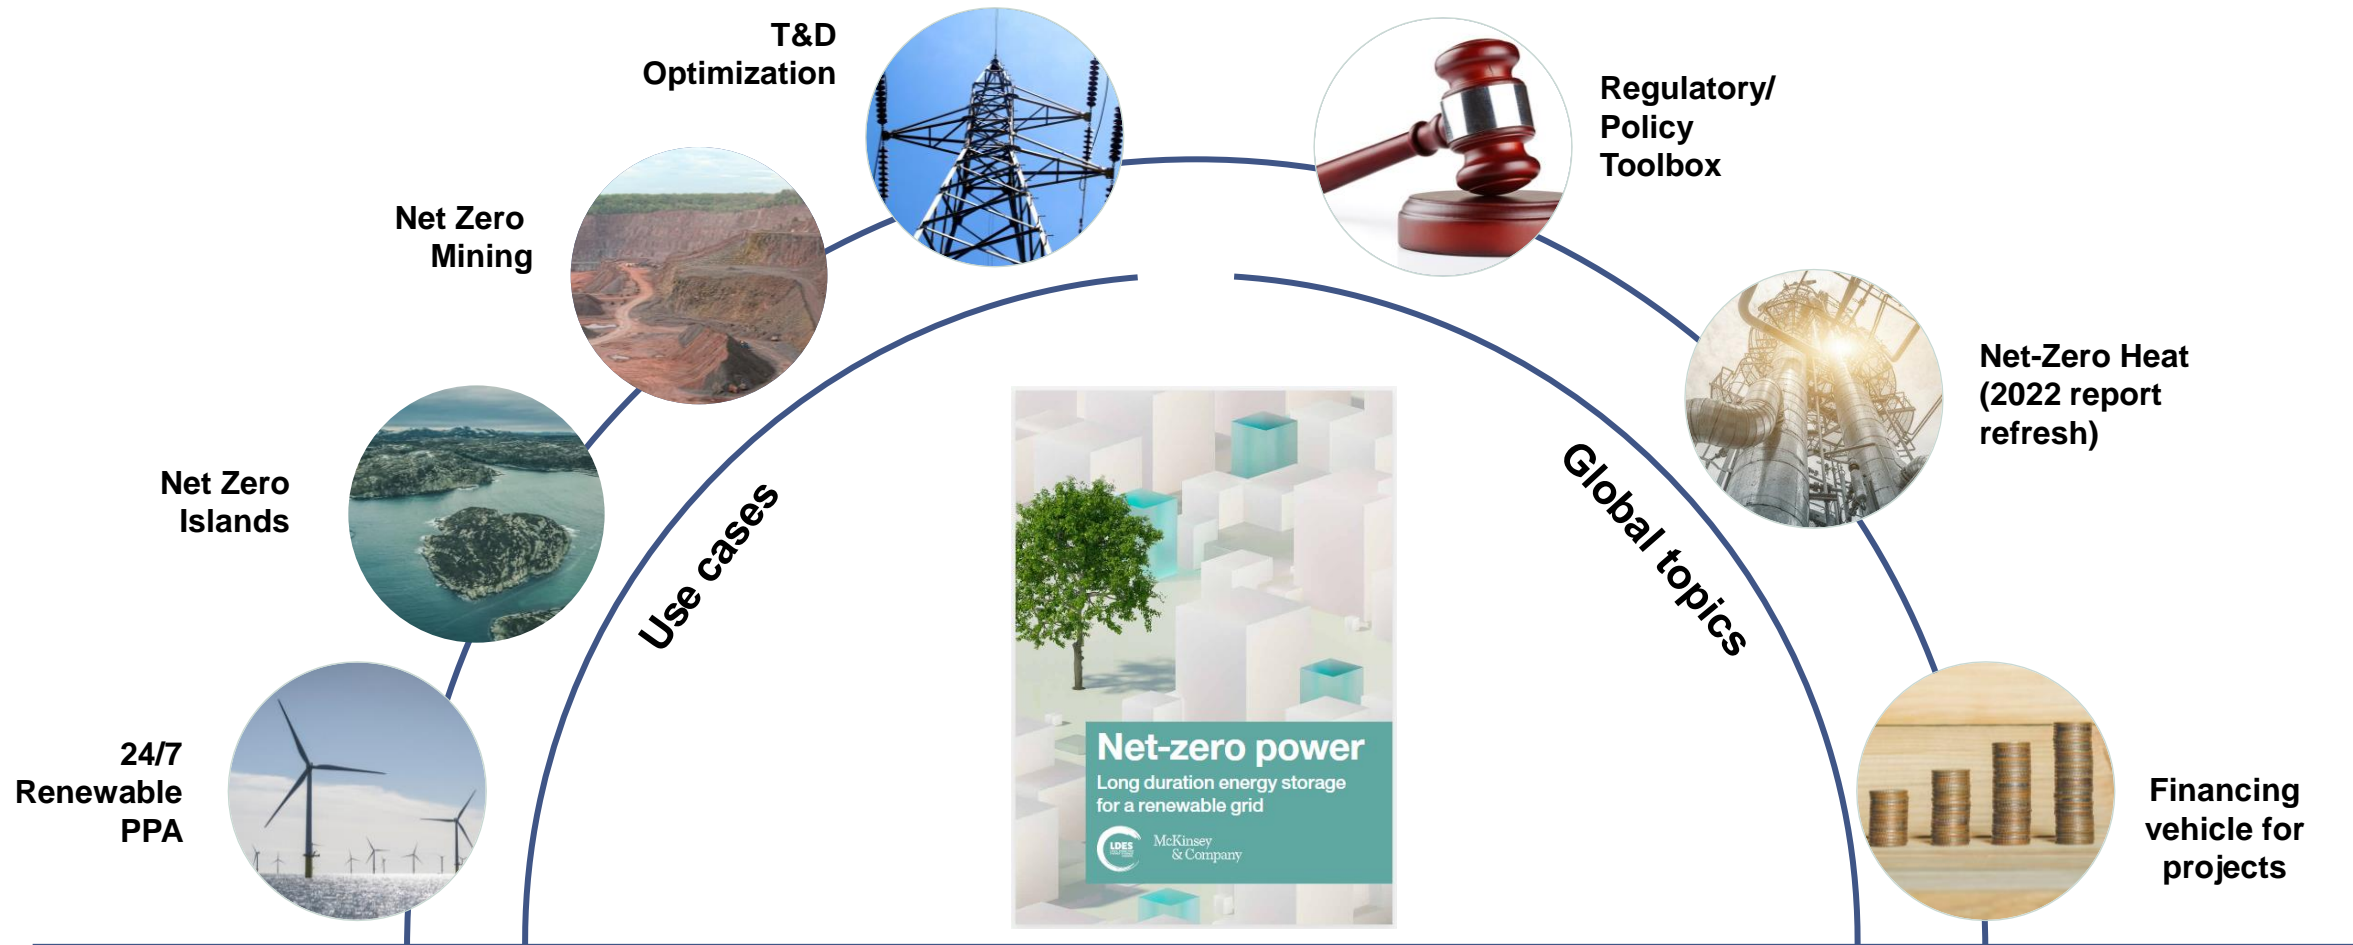 T&D
Optimization
Regulatory/
Policy
Toolbox
Net Zero
Mining
Net-Zero Heat
(2022 report
refresh)
Net Zero
Islands
Use cases
Global topics
24/7
Renewable
PPA
Net-zero power
Long duration energy storage
for a renewable grid
LDES
McKinsey
& Company
Financing
vehicle for
projects